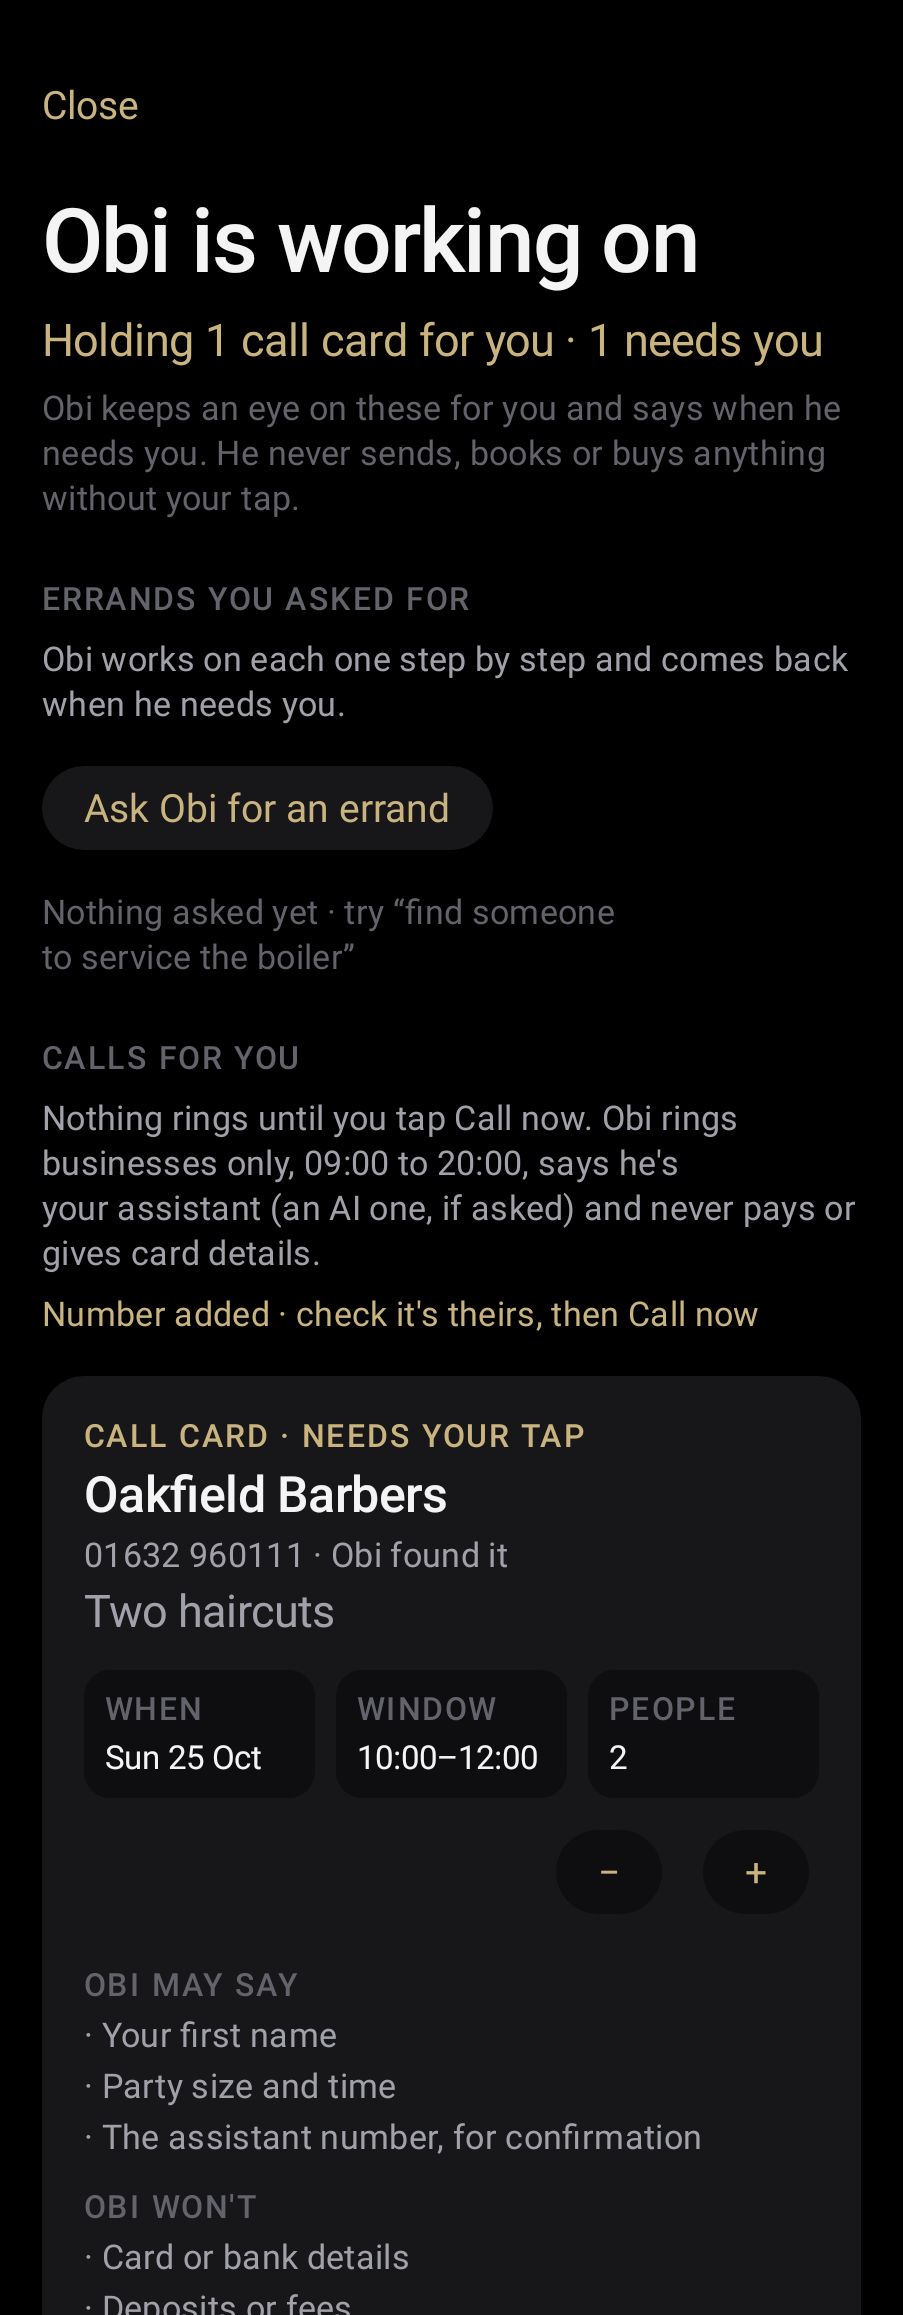 Close
Obi is working on
Holding 1 call card for you · 1 needs you
Obi keeps an eye on these for you and says when he
needs you. He never sends, books or buys anything
without your tap.
ERRANDS YOU ASKED FOR
Obi works on each one step by step and comes back
when he needs you.
Ask Obi for an errand
Nothing asked yet · try “find someone
to service the boiler”
CALLS FOR YOU
Nothing rings until you tap Call now. Obi rings
businesses only, 09:00 to 20:00, says he's
your assistant (an AI one, if asked) and never pays or
gives card details.
Number added · check it's theirs, then Call now
CALL CARD · NEEDS YOUR TAP
Oakfield Barbers
01632 960111 · Obi found it
Two haircuts
WHEN WINDOW PEOPLE
Sun 25 Oct 10:00–12:00 2
− +
OBI MAY SAY
· Your first name
· Party size and time
· The assistant number, for confirmation
OBI WON'T
· Card or bank details
· Deposits or fees